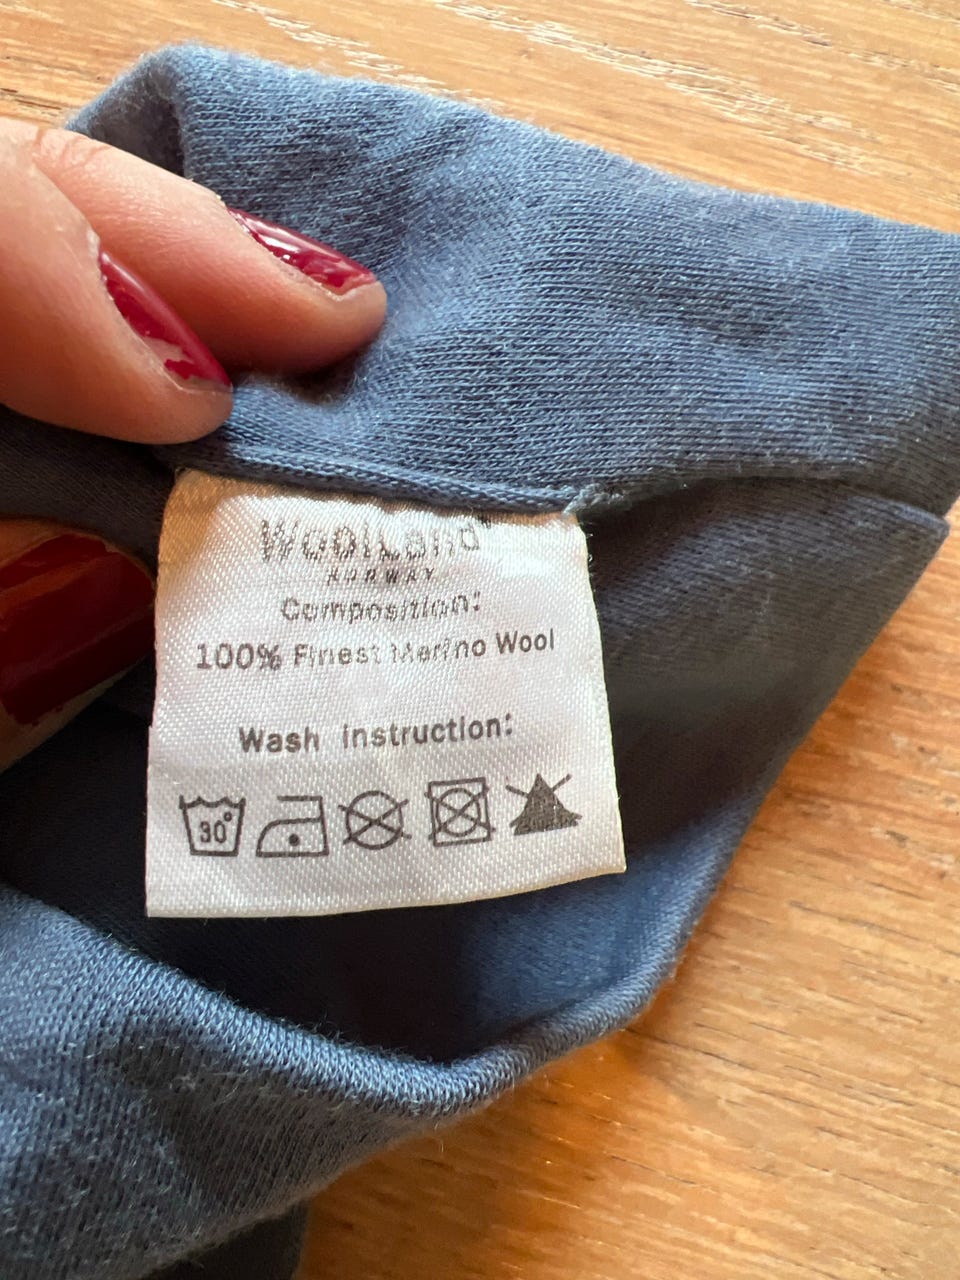 WoolLand
NORWAY
Composition:
100% Finest Merino Wool
Wash instruction:
30°